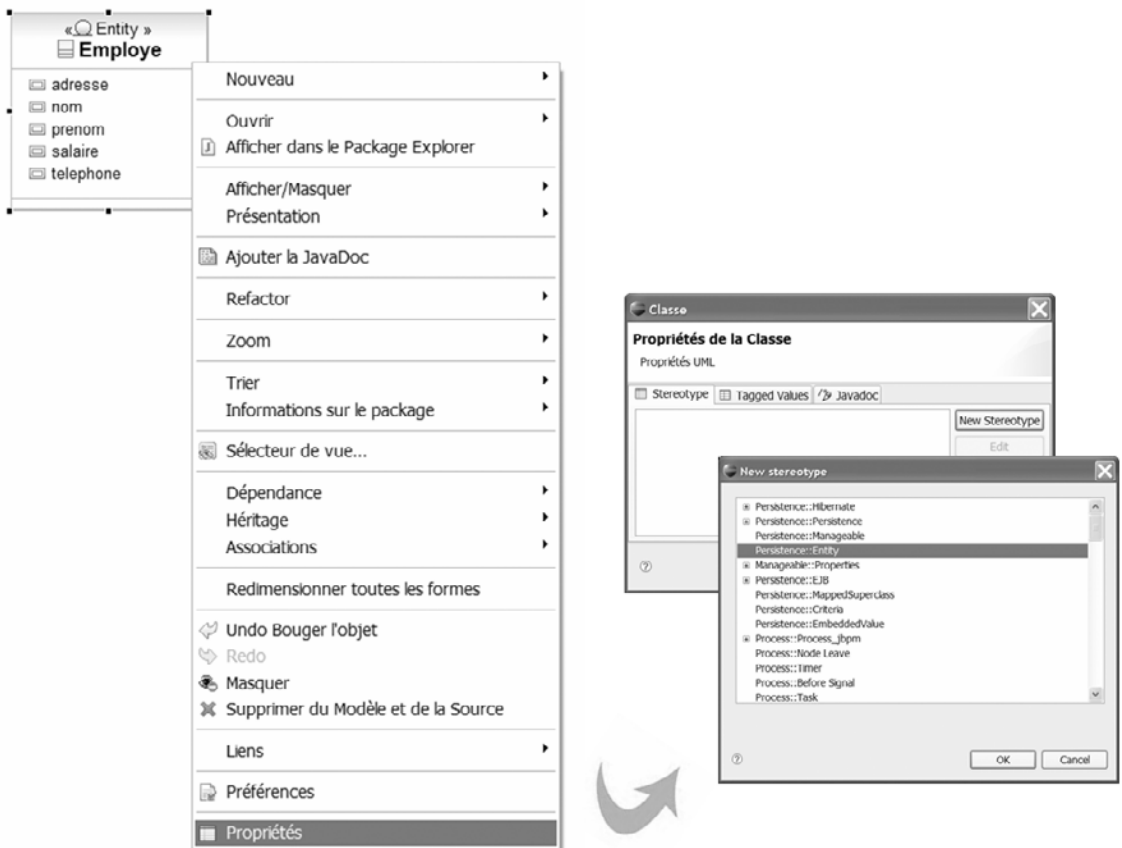 « Entity »
Employe
adresse
nom
prenom
salaire
telephone
Nouveau
Ouvrir
Afficher dans le Package Explorer
Afficher/Masquer
Présentation
Ajouter la JavaDoc
Refactor
Zoom
Trier
Informations sur le package
Sélecteur de vue...
Dépendance
Héritage
Associations
Redimensionner toutes les formes
Undo Bouger l'objet
Redo
Masquer
Supprimer du Modèle et de la Source
Liens
Préférences
Propriétés
Classe
Propriétés de la Classe
Propriétés UML
Stereotype Tagged Values Javadoc
New Stereotype
Edit
New stereotype
Persistence::Hibernate
Persistence::Persistence
Persistence::Manageable
Persistence::Entity
Manageable::Properties
Persistence::EJB
Persistence::MappedSuperclass
Persistence::Criteria
Persistence::EmbeddedValue
Process::Process_jbpm
Process::Node Leave
Process::Timer
Process::Before Signal
Process::Task
OK Cancel